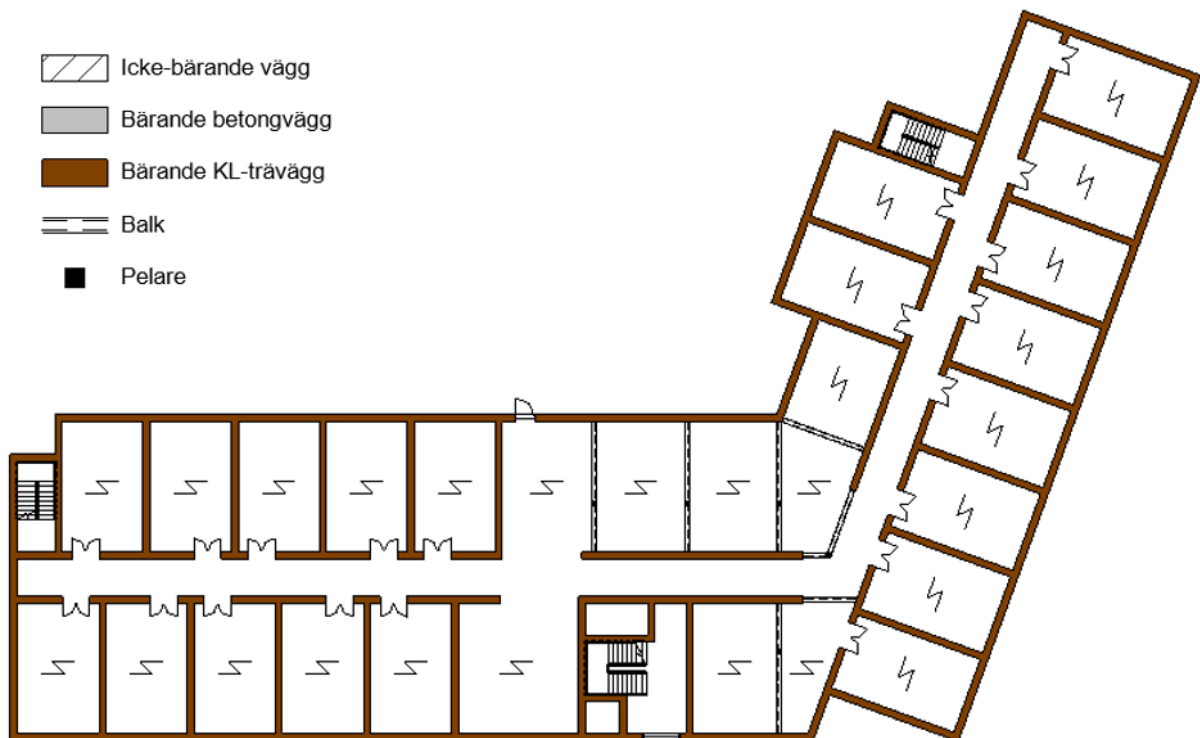 Icke-bärande vägg
Bärande betongvägg
Bärande KL-trävägg
Balk
Pelare